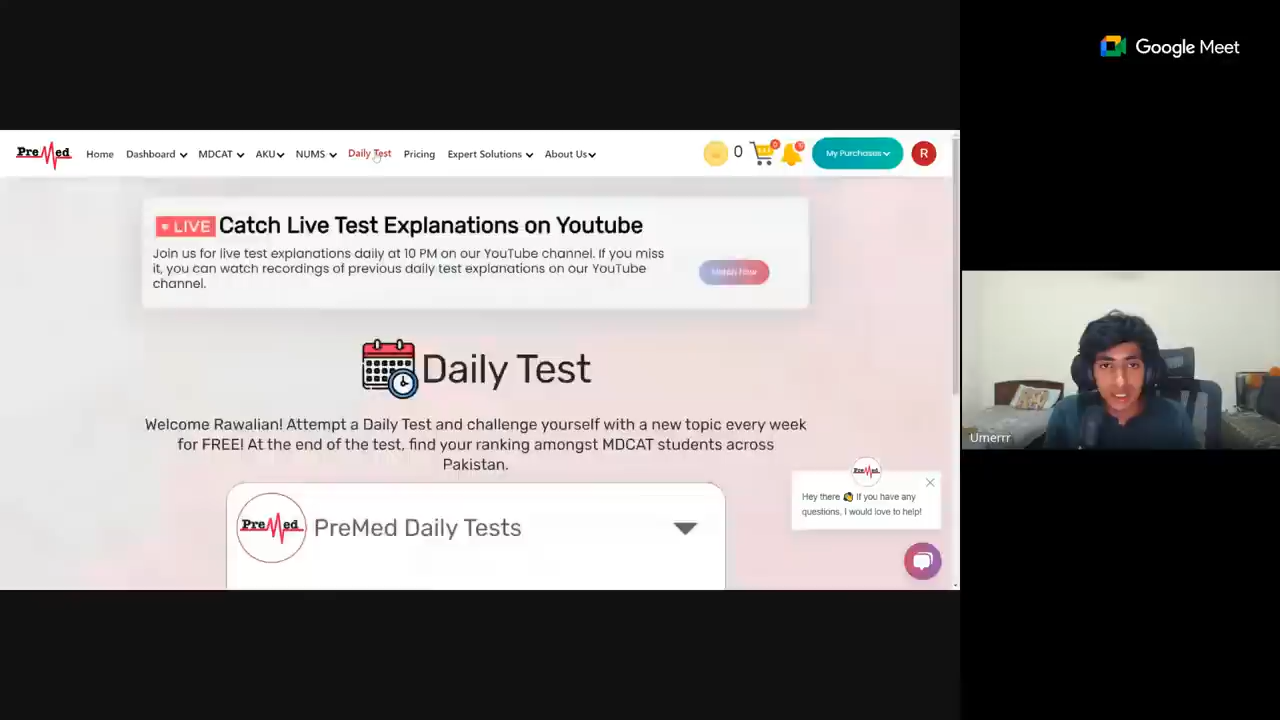 Google Meet
PreMed
Home Dashboard MDCAT AKU NUMS Daily Test Pricing Expert Solutions About Us
0
0
My Purchases
R
LIVE Catch Live Test Explanations on Youtube
Join us for live test explanations daily at 10 PM on our YouTube channel. If you miss
it, you can watch recordings of previous daily test explanations on our YouTube
channel.
Watch Now
Daily Test
Welcome Rawalian! Attempt a Daily Test and challenge yourself with a new topic every week
for FREE! At the end of the test, find your ranking amongst MDCAT students across
Pakistan.
PreMed
PreMed Daily Tests
PreMed
Hey there 👋 If you have any
questions, I would love to help!
Umerrr